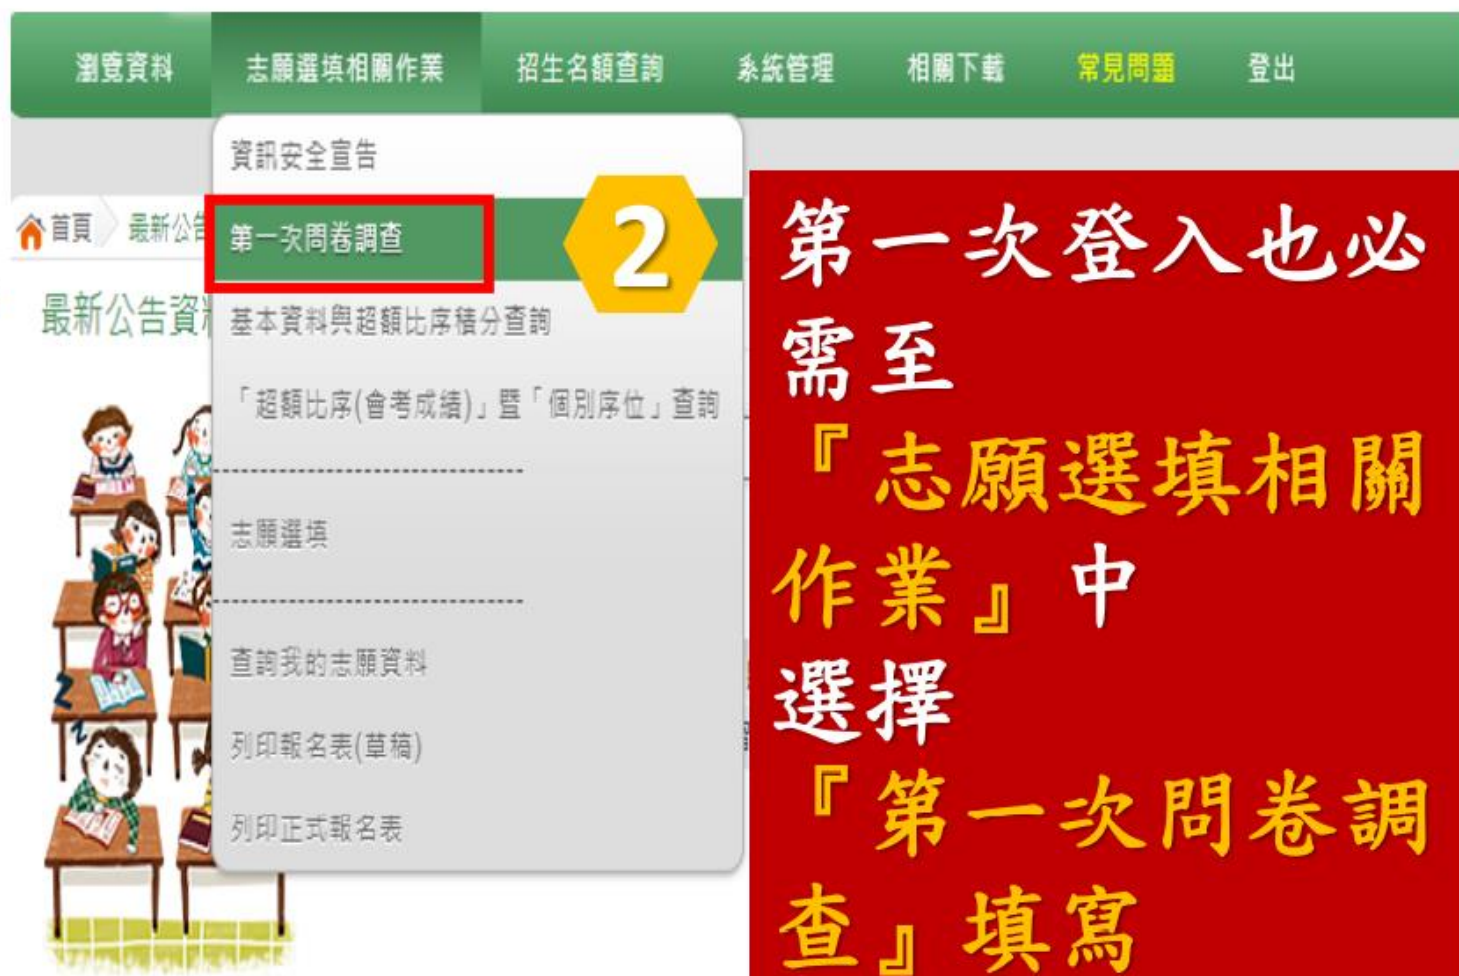 瀏覽資料 志願選填相關作業 招生名額查詢 系統管理 相關下載 常見問題 登出
資訊安全宣告
首頁 最新公告
第一次問卷調查
2
最新公告資
基本資料與超額比序積分查詢
「超額比序(會考成績)」暨「個別序位」查詢
志願選填
查詢我的志願資料
列印報名表(草稿)
列印正式報名表
第一次登入也必
需至
『志願選填相關
作業』中
選擇
『第一次問卷調
查』填寫